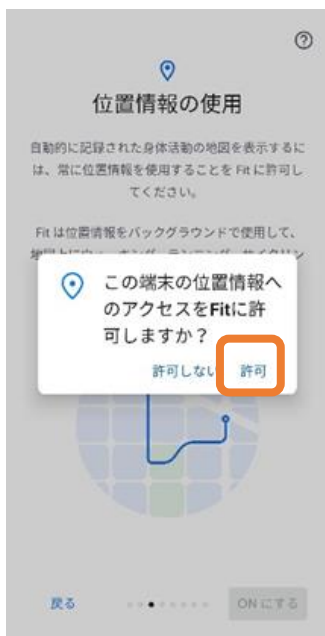 位置情報の使用
自動的に記録された身体活動の地図を表示するに
は、常に位置情報を使用することを Fit に許可し
てください。
Fit は位置情報をバックグラウンドで使用して、
この端末の位置情報へ
のアクセスをFitに許
可しますか？
許可しない 許可
戻る ON にする